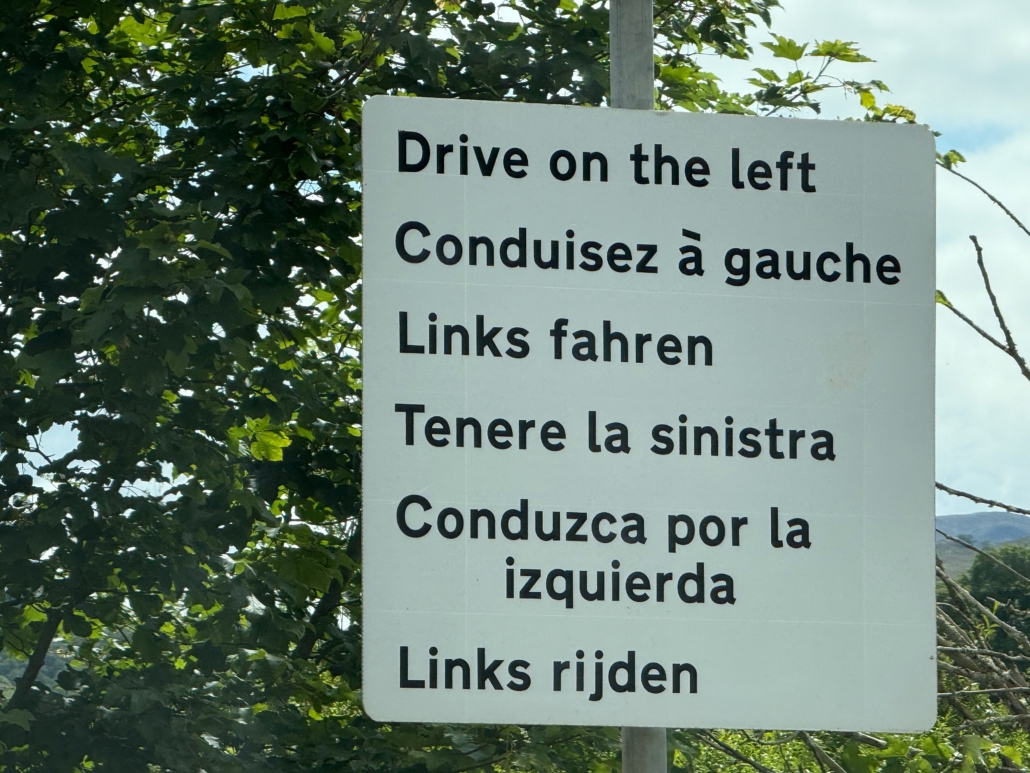 Drive on the left
Conduisez à gauche
Links fahren
Tenere la sinistra
Conduzca por la
izquierda
Links rijden